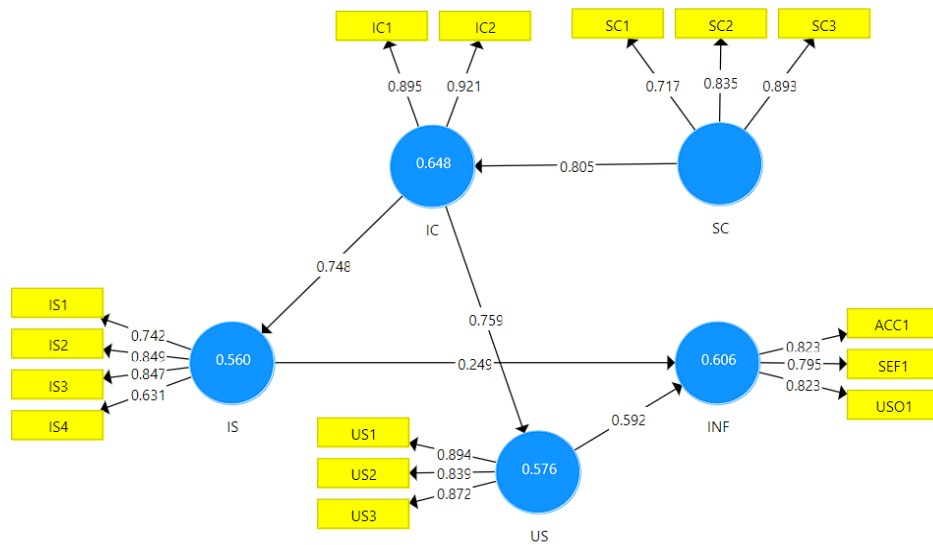 IC1
IC2
SC1
SC2
SC3
0.895
0.921
0.717
0.835
0.893
0.648
0.805
IC
SC
0.748
0.759
IS1
IS2
IS3
IS4
0.742
0.849
0.847
0.631
0.560
IS
0.249
0.606
INF
0.823
0.795
0.823
ACC1
SEF1
USO1
0.592
US1
US2
US3
0.894
0.839
0.872
0.576
US